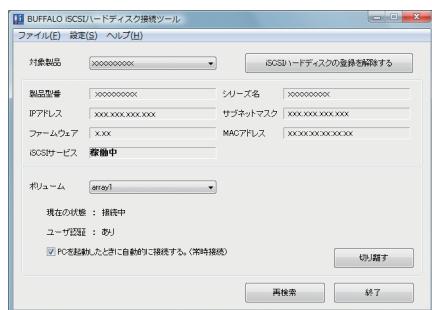 BUFFALO iSCSIハードディスク接続ツール
ファイル(F) 設定(S) ヘルプ(H)
対象製品 xxxxxxxxxx iSCSIハードディスクの登録を解除する
製品型番 xxxxxxxxxx シリーズ名 xxxxxxxxxx
IPアドレス xxx.xxx.xxx.xxx サブネットマスク xxx.xxx.xxx.xxx
ファームウェア x.xx MACアドレス xx:xx:xx:xx:xx:xx
iSCSIサービス 稼働中
ボリューム array1
現在の状態 : 接続中
ユーザ認証 : あり
PCを起動したときに自動的に接続する。(常時接続)
切り離す
再検索 終了